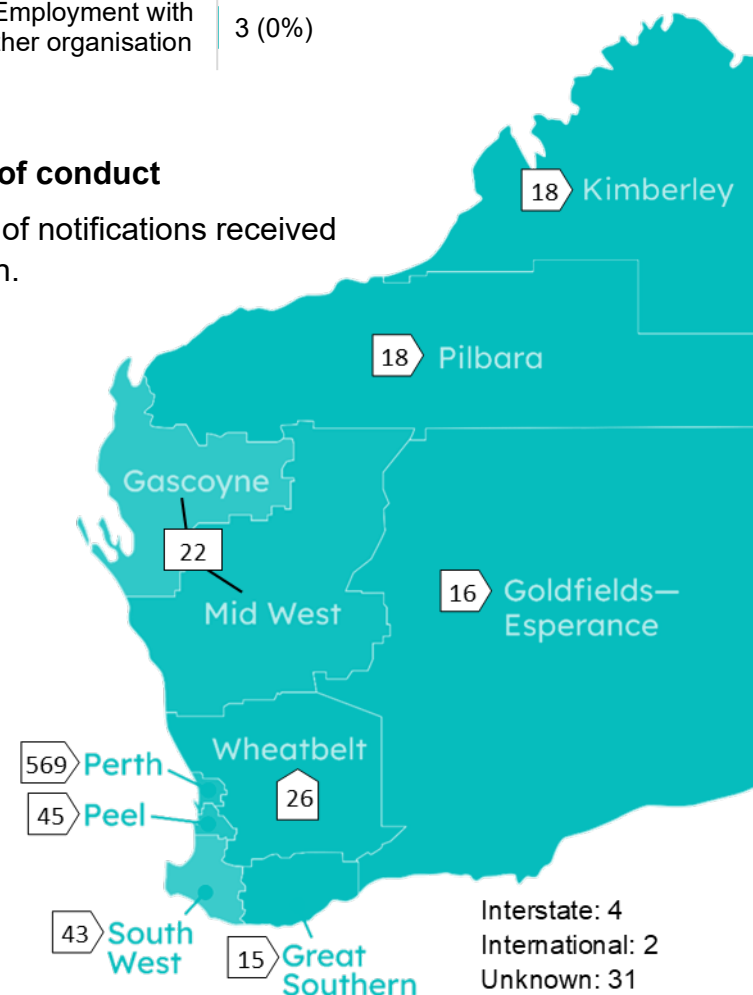 Employment with
her organisation
3 (0%)
of conduct
of notifications received
n.
18 Kimberley
18 Pilbara
Gascoyne
22
Mid West
16 Goldfields—
Esperance
Wheatbelt
26
569 Perth
45 Peel
43 South
West
15 Great
Southern
Interstate: 4
International: 2
Unknown: 31